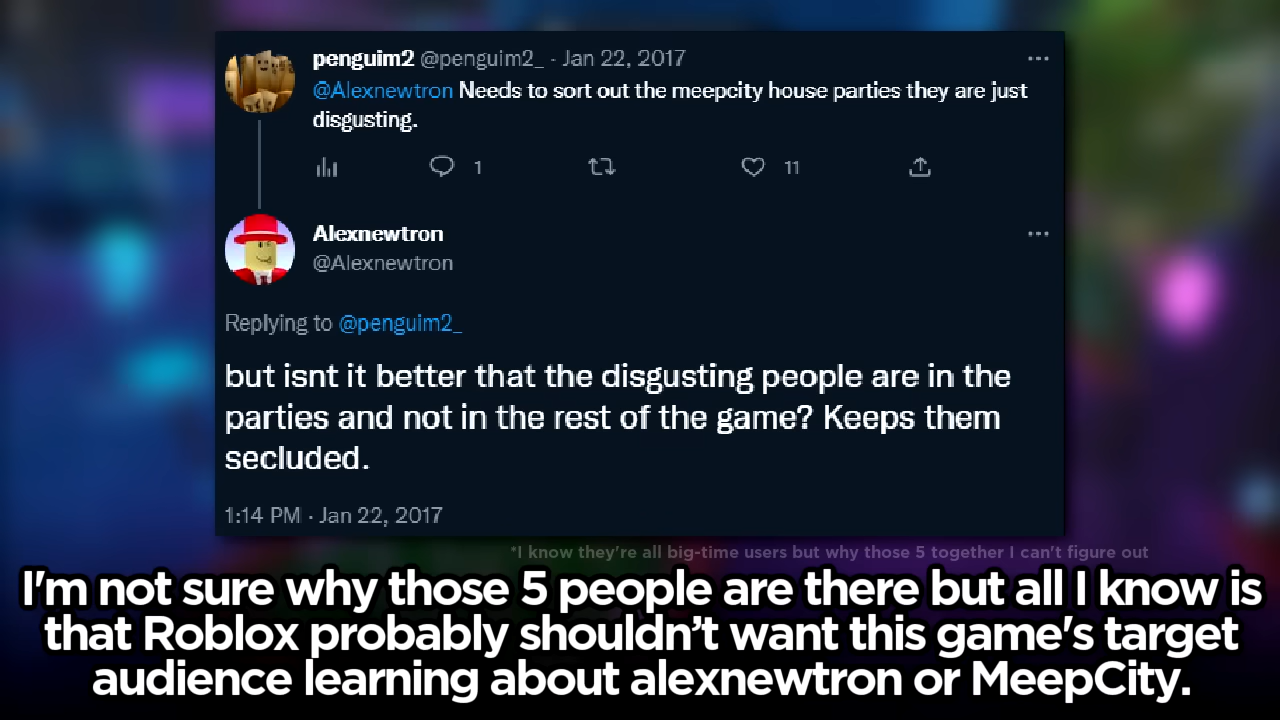 penguim2 @penguim2_ · Jan 22, 2017
@Alexnewtron Needs to sort out the meepcity house parties they are just
disgusting.
1 11
Alexnewtron
@Alexnewtron
Replying to @penguim2_
but isnt it better that the disgusting people are in the
parties and not in the rest of the game? Keeps them
secluded.
1:14 PM · Jan 22, 2017
*I know they're all big-time users but why those 5 together I can't figure out
I'm not sure why those 5 people are there but all I know is
that Roblox probably shouldn’t want this game's target
audience learning about alexnewtron or MeepCity.